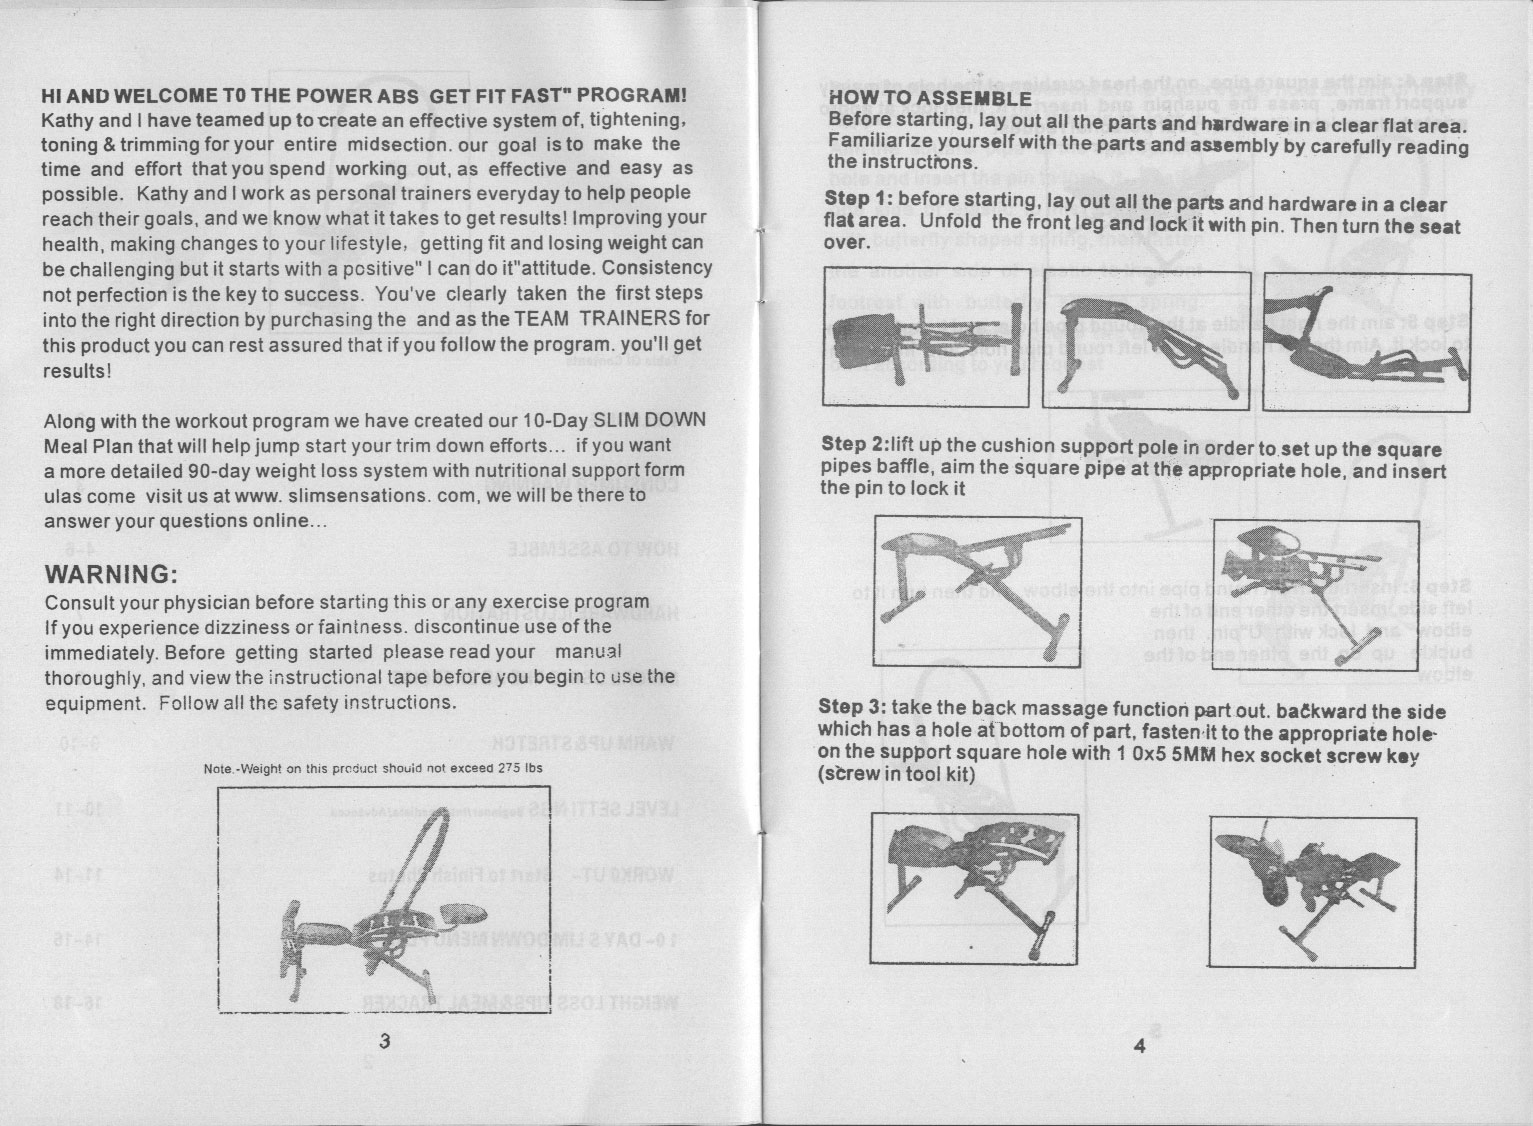 HI AND WELCOME T0 THE POWER ABS GET FIT FAST" PROGRAM!
Kathy and I have teamed up to create an effective system of, tightening,
toning & trimming for your entire midsection. our goal is to make the
time and effort that you spend working out, as effective and easy as
possible. Kathy and I work as personal trainers everyday to help people
reach their goals, and we know what it takes to get results! Improving your
health, making changes to your lifestyle, getting fit and losing weight can
be challenging but it starts with a positive" I can do it"attitude. Consistency
not perfection is the key to success. You've clearly taken the first steps
into the right direction by purchasing the and as the TEAM TRAINERS for
this product you can rest assured that if you follow the program. you'll get
results!
Along with the workout program we have created our 10-Day SLIM DOWN
Meal Plan that will help jump start your trim down efforts... if you want
a more detailed 90-day weight loss system with nutritional support form
ulas come visit us at www. slimsensations. com, we will be there to
answer your questions online...
WARNING:
Consult your physician before starting this or any exercise program
If you experience dizziness or faintness. discontinue use of the
immediately. Before getting started please read your manual
thoroughly, and view the instructional tape before you begin to use the
equipment. Follow all the safety instructions.
Note.-Weight on this product should not exceed 275 lbs
3
HOW TO ASSEMBLE
Before starting, lay out all the parts and hardware in a clear flat area.
Familiarize yourself with the parts and assembly by carefully reading
the instructions.
Step 1: before starting, lay out all the parts and hardware in a clear
flat area. Unfold the front leg and lock it with pin. Then turn the seat
over.
Step 2:lift up the cushion support pole in order to set up the square
pipes baffle, aim the square pipe at the appropriate hole, and insert
the pin to lock it
Step 3: take the back massage function part out. backward the side
which has a hole at bottom of part, fasten it to the appropriate hole
on the support square hole with 1 0x5 5MM hex socket screw key
(screw in tool kit)
4